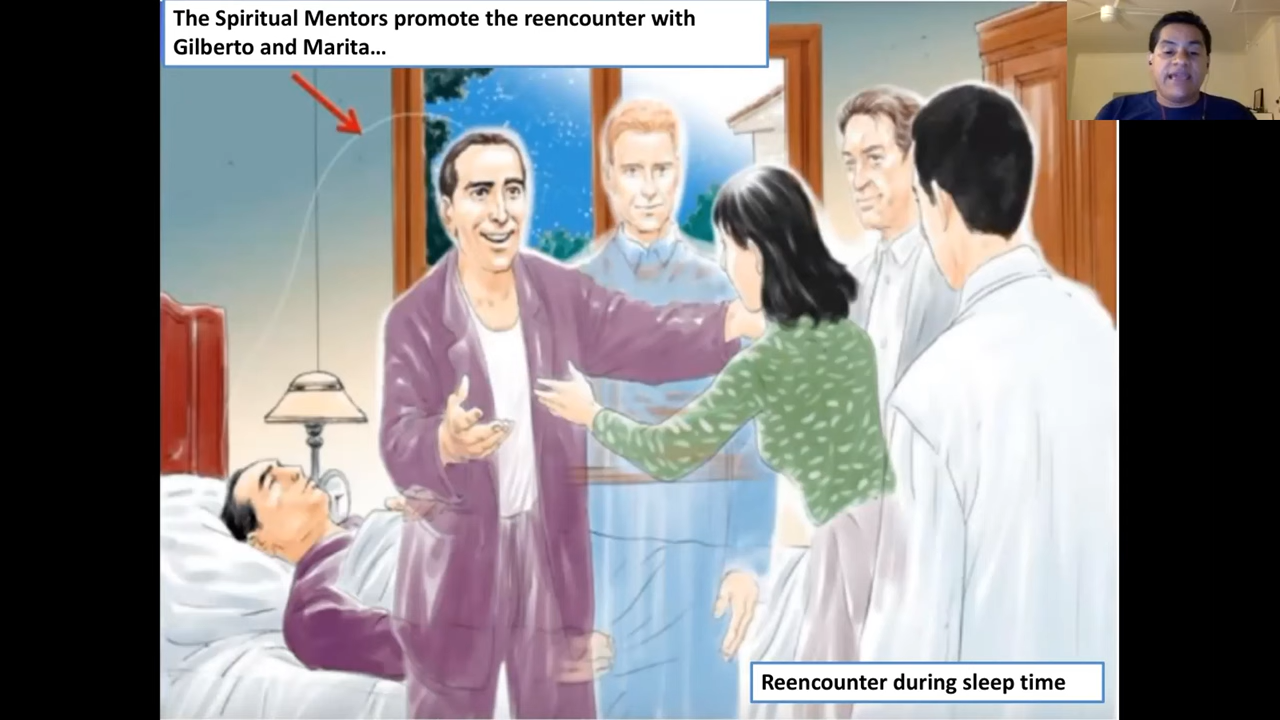 The Spiritual Mentors promote the reencounter with
Gilberto and Marita…
Reencounter during sleep time